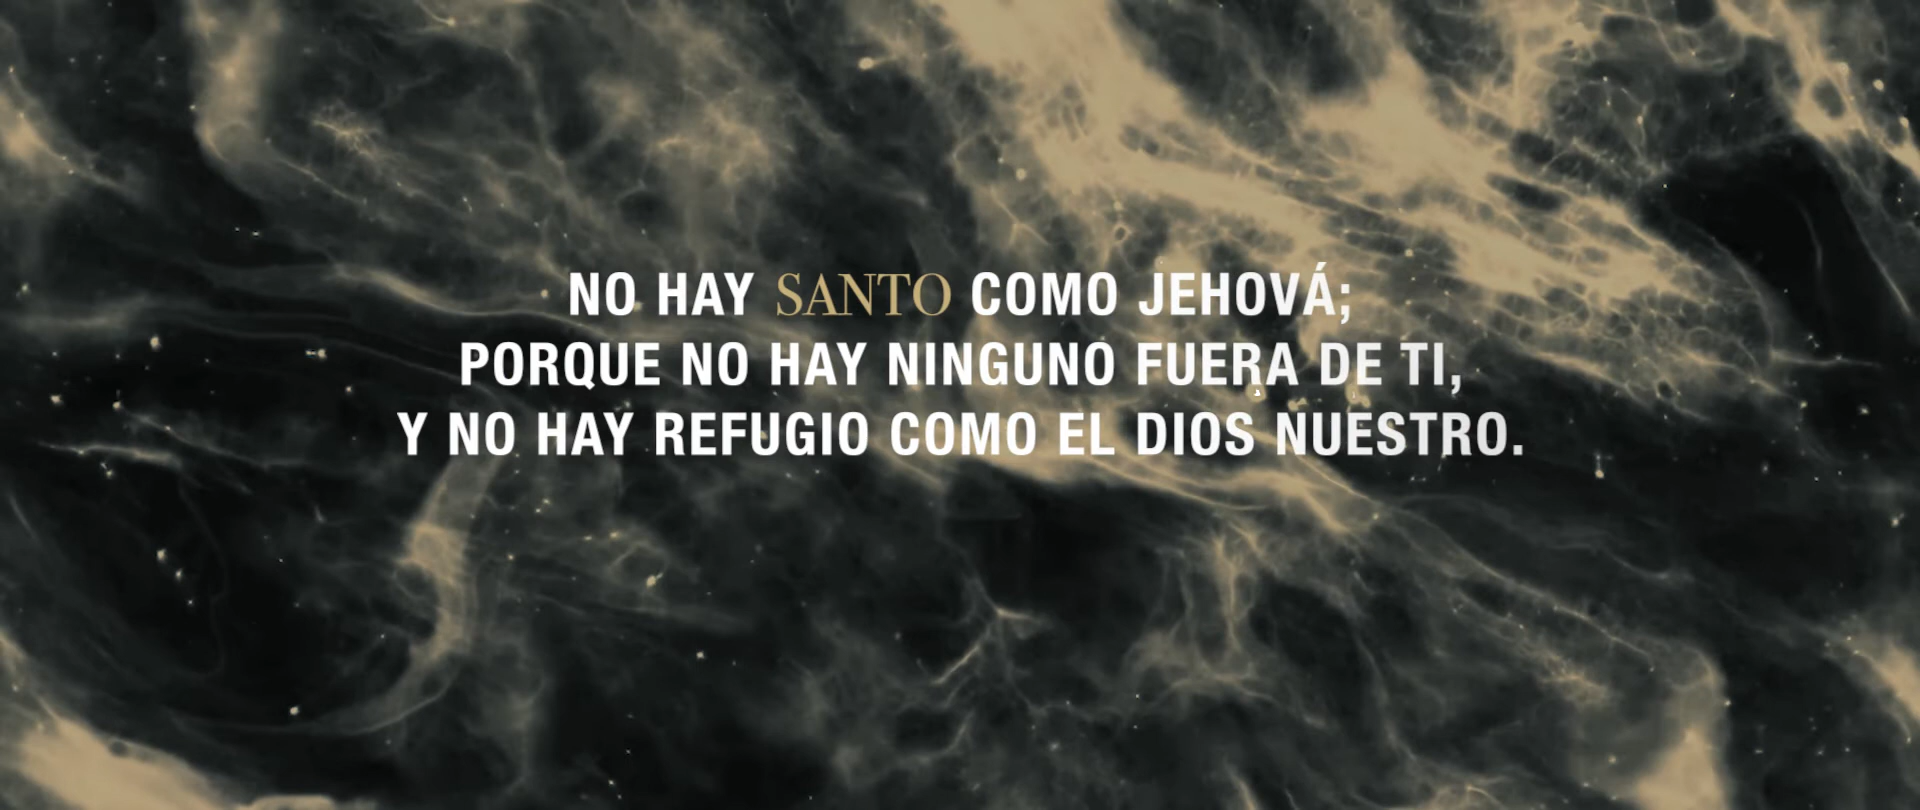 NO HAY SANTO COMO JEHOVÁ;
PORQUE NO HAY NINGUNO FUERA DE TI,
Y NO HAY REFUGIO COMO EL DIOS NUESTRO.